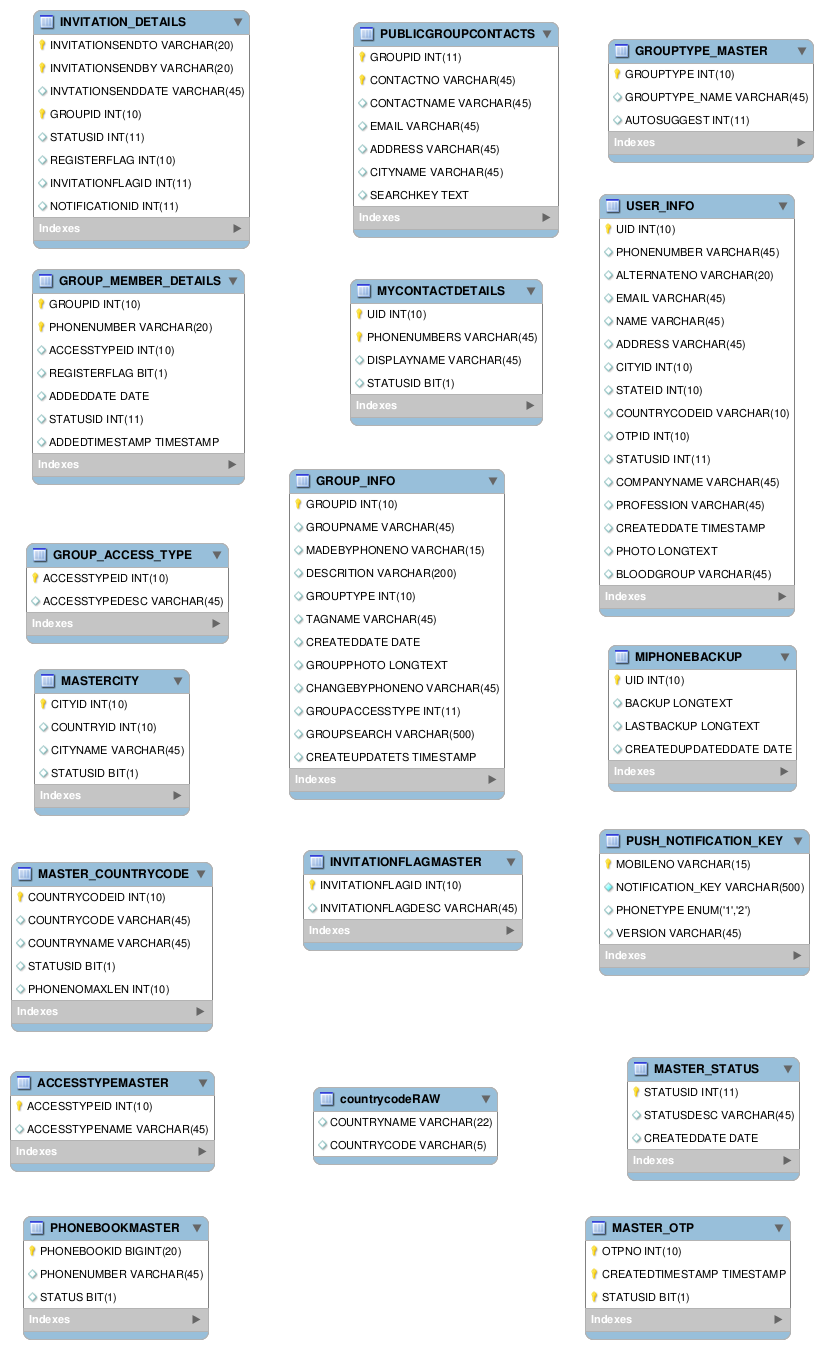 INVITATION_DETAILS
INVITATIONSENDTO VARCHAR(20)
INVITATIONSENDBY VARCHAR(20)
INVTATIONSENDDATE VARCHAR(45)
GROUPID INT(10)
STATUSID INT(11)
REGISTERFLAG INT(10)
INVITATIONFLAGID INT(11)
NOTIFICATIONID INT(11)
Indexes
PUBLICGROUPCONTACTS
GROUPID INT(11)
CONTACTNO VARCHAR(45)
CONTACTNAME VARCHAR(45)
EMAIL VARCHAR(45)
ADDRESS VARCHAR(45)
CITYNAME VARCHAR(45)
SEARCHKEY TEXT
Indexes
GROUPTYPE_MASTER
GROUPTYPE INT(10)
GROUPTYPE_NAME VARCHAR(45)
AUTOSUGGEST INT(11)
Indexes
USER_INFO
UID INT(10)
PHONENUMBER VARCHAR(45)
ALTERNATENO VARCHAR(20)
EMAIL VARCHAR(45)
NAME VARCHAR(45)
ADDRESS VARCHAR(45)
CITYID INT(10)
STATEID INT(10)
COUNTRYCODEID VARCHAR(10)
OTPID INT(10)
STATUSID INT(11)
COMPANYNAME VARCHAR(45)
PROFESSION VARCHAR(45)
CREATEDDATE TIMESTAMP
PHOTO LONGTEXT
BLOODGROUP VARCHAR(45)
Indexes
GROUP_MEMBER_DETAILS
GROUPID INT(10)
PHONENUMBER VARCHAR(20)
ACCESSTYPEID INT(10)
REGISTERFLAG BIT(1)
ADDEDDATE DATE
STATUSID INT(11)
ADDEDTIMESTAMP TIMESTAMP
Indexes
MYCONTACTDETAILS
UID INT(10)
PHONENUMBERS VARCHAR(45)
DISPLAYNAME VARCHAR(45)
STATUSID BIT(1)
Indexes
GROUP_INFO
GROUPID INT(10)
GROUPNAME VARCHAR(45)
MADEBYPHONENO VARCHAR(15)
DESCRITION VARCHAR(200)
GROUPTYPE INT(10)
TAGNAME VARCHAR(45)
CREATEDDATE DATE
GROUPPHOTO LONGTEXT
CHANGEBYPHONENO VARCHAR(45)
GROUPACCESSTYPE INT(11)
GROUPSEARCH VARCHAR(500)
CREATEUPDATETS TIMESTAMP
Indexes
GROUP_ACCESS_TYPE
ACCESSTYPEID INT(10)
ACCESSTYPEDESC VARCHAR(45)
Indexes
MASTERCITY
CITYID INT(10)
COUNTRYID INT(10)
CITYNAME VARCHAR(45)
STATUSID BIT(1)
Indexes
MIPHONEBACKUP
UID INT(10)
BACKUP LONGTEXT
LASTBACKUP LONGTEXT
CREATEDUPDATEDDATE DATE
Indexes
MASTER_COUNTRYCODE
COUNTRYCODEID INT(10)
COUNTRYCODE VARCHAR(45)
COUNTRYNAME VARCHAR(45)
STATUSID BIT(1)
PHONENOMAXLEN INT(10)
Indexes
INVITATIONFLAGMASTER
INVITATIONFLAGID INT(10)
INVITATIONFLAGDESC VARCHAR(45)
Indexes
PUSH_NOTIFICATION_KEY
MOBILENO VARCHAR(15)
NOTIFICATION_KEY VARCHAR(500)
PHONETYPE ENUM('1','2')
VERSION VARCHAR(45)
Indexes
ACCESSTYPEMASTER
ACCESSTYPEID INT(10)
ACCESSTYPENAME VARCHAR(45)
Indexes
countrycodeRAW
COUNTRYNAME VARCHAR(22)
COUNTRYCODE VARCHAR(5)
MASTER_STATUS
STATUSID INT(11)
STATUSDESC VARCHAR(45)
CREATEDDATE DATE
Indexes
PHONEBOOKMASTER
PHONEBOOKID BIGINT(20)
PHONENUMBER VARCHAR(45)
STATUS BIT(1)
Indexes
MASTER_OTP
OTPNO INT(10)
CREATEDTIMESTAMP TIMESTAMP
STATUSID BIT(1)
Indexes